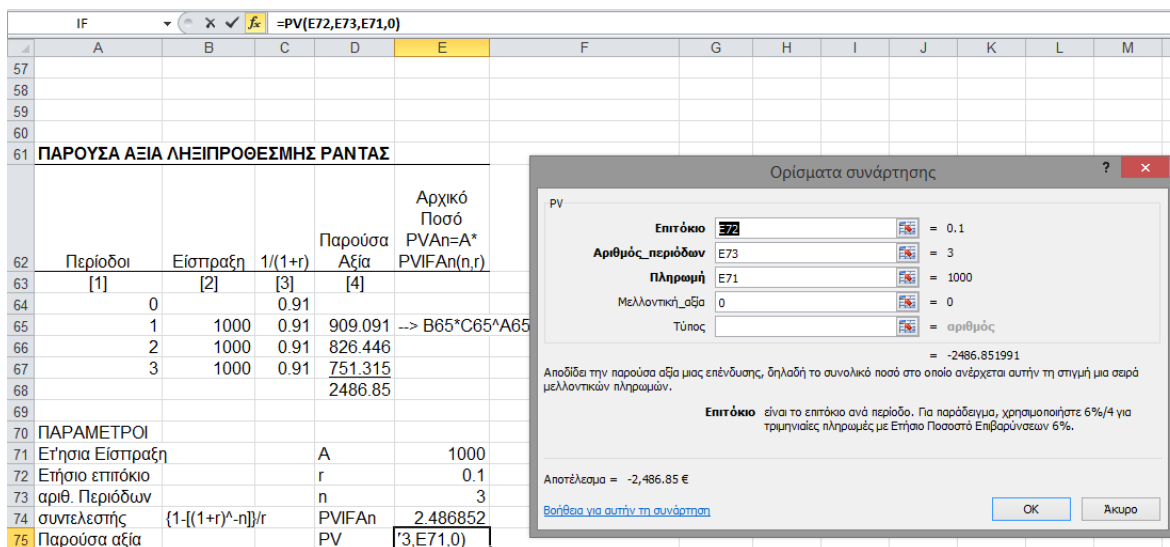 IF =PV(E72,E73,E71,0)
A B C D E F G H I J K L M
57
58
59
60
61 ΠΑΡΟΥΣΑ ΑΞΙΑ ΛΗΞΙΠΡΟΘΕΣΜΗΣ ΡΑΝΤΑΣ
Αρχικό
Ποσό
Παρούσα PVAn=A*
62 Περίοδοι Είσπραξη 1/(1+r) Αξία PVIFAn(n,r)
63 [1] [2] [3] [4]
64 0 0.91
65 1 1000 0.91 909.091 --> B65*C65^A65
66 2 1000 0.91 826.446
67 3 1000 0.91 751.315
68 2486.85
69
70 ΠΑΡΑΜΕΤΡΟΙ
71 Ετ'ησια Είσπραξη A 1000
72 Ετήσιο επιτόκιο r 0.1
73 αριθ. Περιόδων n 3
74 συντελεστής {1-[(1+r)^-n]}/r PVIFAn 2.486852
75 Παρούσα αξία PV '3,E71,0)
Ορίσματα συνάρτησης ?
PV
Επιτόκιο E72 = 0.1
Αριθμός_περιόδων E73 = 3
Πληρωμή E71 = 1000
Μελλοντική_αξία 0 = 0
Τύπος = αριθμός
= -2486.851991
Αποδίδει την παρούσα αξία μιας επένδυσης, δηλαδή το συνολικό ποσό στο οποίο ανέρχεται αυτήν τη στιγμή μια σειρά
μελλοντικών πληρωμών.
Επιτόκιο είναι το επιτόκιο ανά περίοδο. Για παράδειγμα, χρησιμοποιήστε 6%/4 για
τριμηνιαίες πληρωμές με Ετήσιο Ποσοστό Επιβαρύνσεων 6%.
Αποτέλεσμα = -2,486.85 €
Βοήθεια για αυτήν τη συνάρτηση
OK Άκυρο